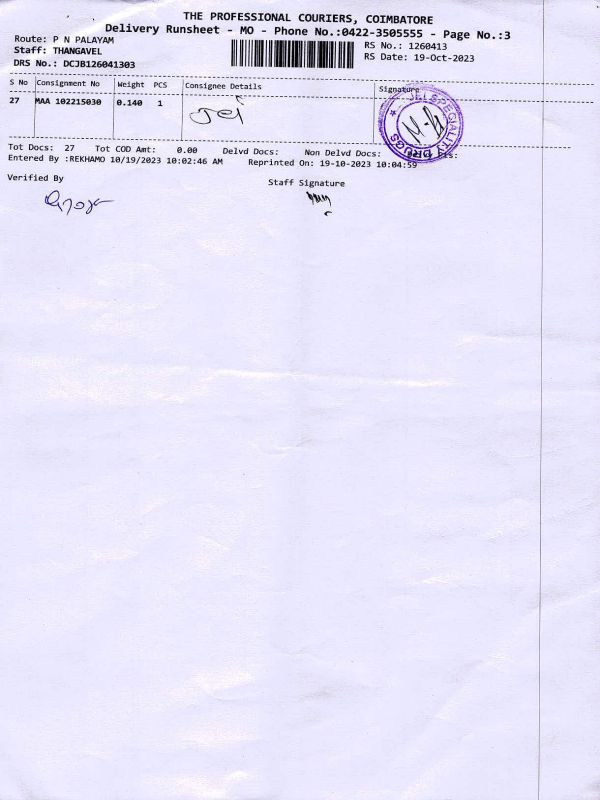 THE PROFESSIONAL COURIERS, COIMBATORE
Delivery Runsheet - MO - Phone No.:0422-3505555 - Page No.:3
Route: P N PALAYAM
RS No.: 1260413
Staff: THANGAVEL
RS Date: 19-Oct-2023
DRS No.: DCJB126041303
S No Consignment No Weight PCS Consignee Details Signature
27 MAA 102215030 0.140 1 Jei
JEI SPECIALITY DRUGS
Tot Docs: 27 Tot COD Amt: 0.00 Delvd Docs: Non Delvd Docs:
Entered By :REKHAMO 10/19/2023 10:02:46 AM Reprinted On: 19-10-2023 10:04:59
Verified By
Staff Signature